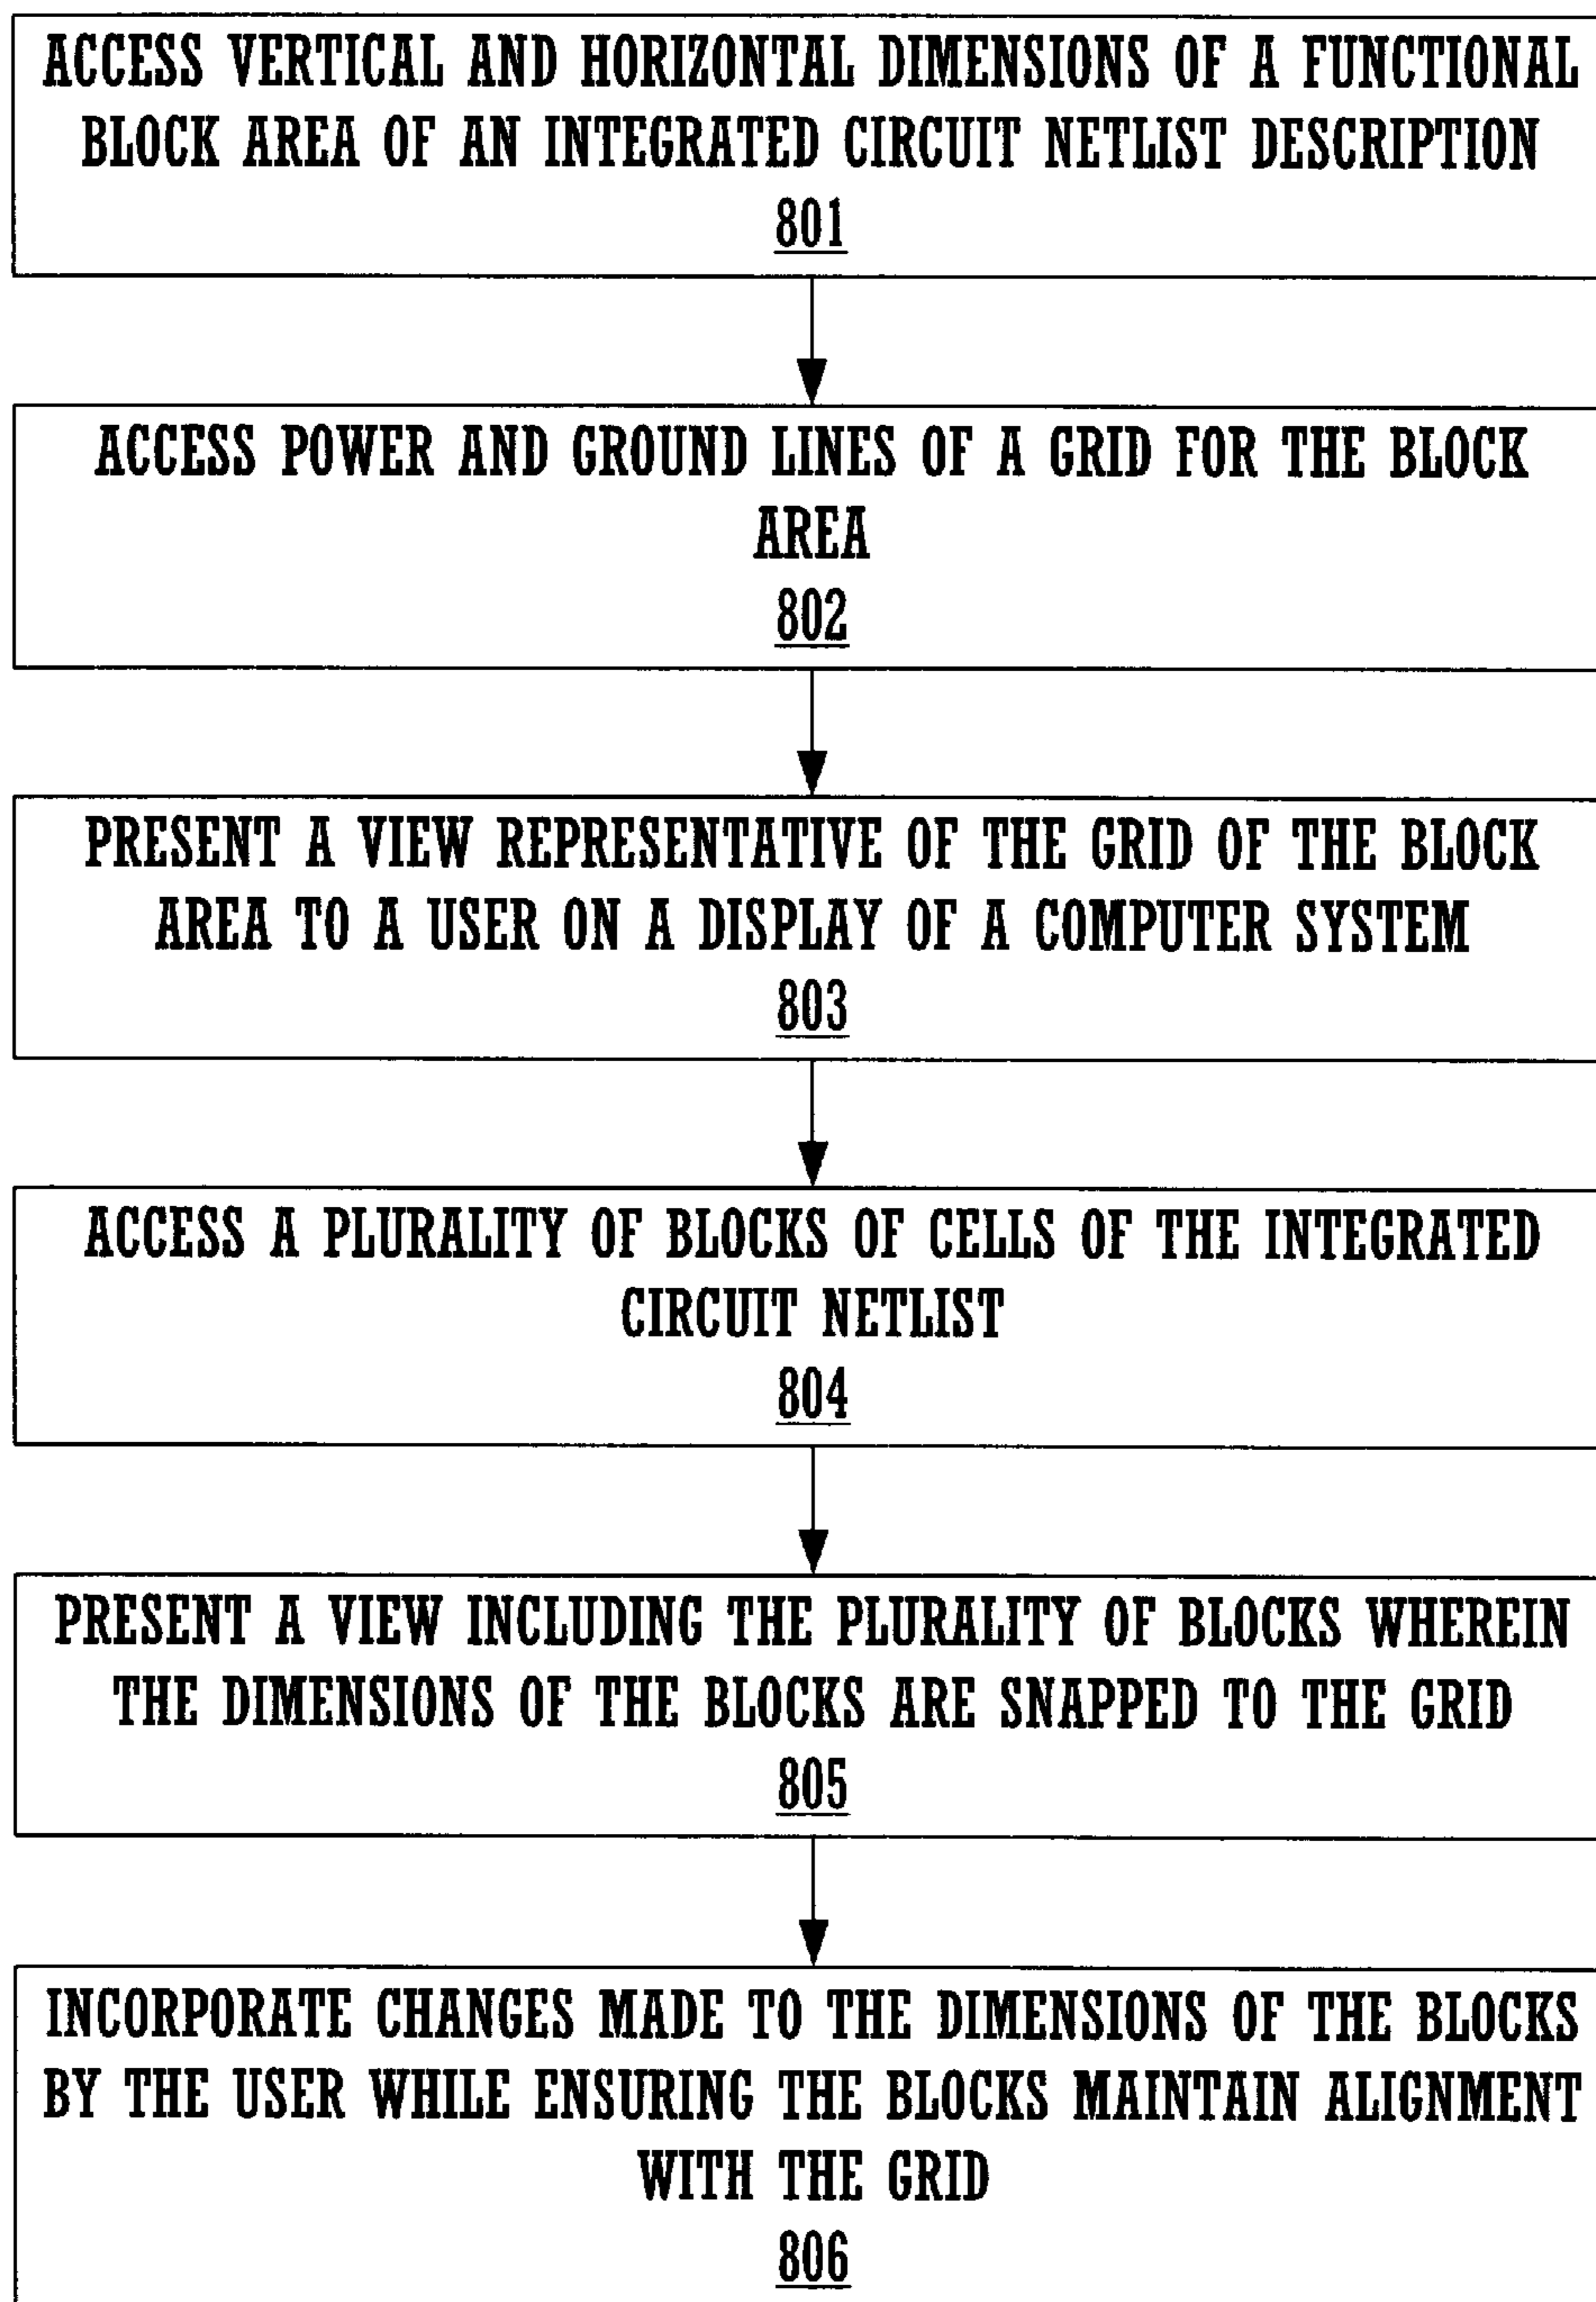 ACCESS VERTICAL AND HORIZONTAL DIMENSIONS OF A FUNCTIONAL
BLOCK AREA OF AN INTEGRATED CIRCUIT NETLIST DESCRIPTION
801
ACCESS POWER AND GROUND LINES OF A GRID FOR THE BLOCK
AREA
802
PRESENT A VIEW REPRESENTATIVE OF THE GRID OF THE BLOCK
AREA TO A USER ON A DISPLAY OF A COMPUTER SYSTEM
803
ACCESS A PLURALITY OF BLOCKS OF CELLS OF THE INTEGRATED
CIRCUIT NETLIST
804
PRESENT A VIEW INCLUDING THE PLURALITY OF BLOCKS WHEREIN
THE DIMENSIONS OF THE BLOCKS ARE SNAPPED TO THE GRID
805
INCORPORATE CHANGES MADE TO THE DIMENSIONS OF THE BLOCKS
BY THE USER WHILE ENSURING THE BLOCKS MAINTAIN ALIGNMENT
WITH THE GRID
806